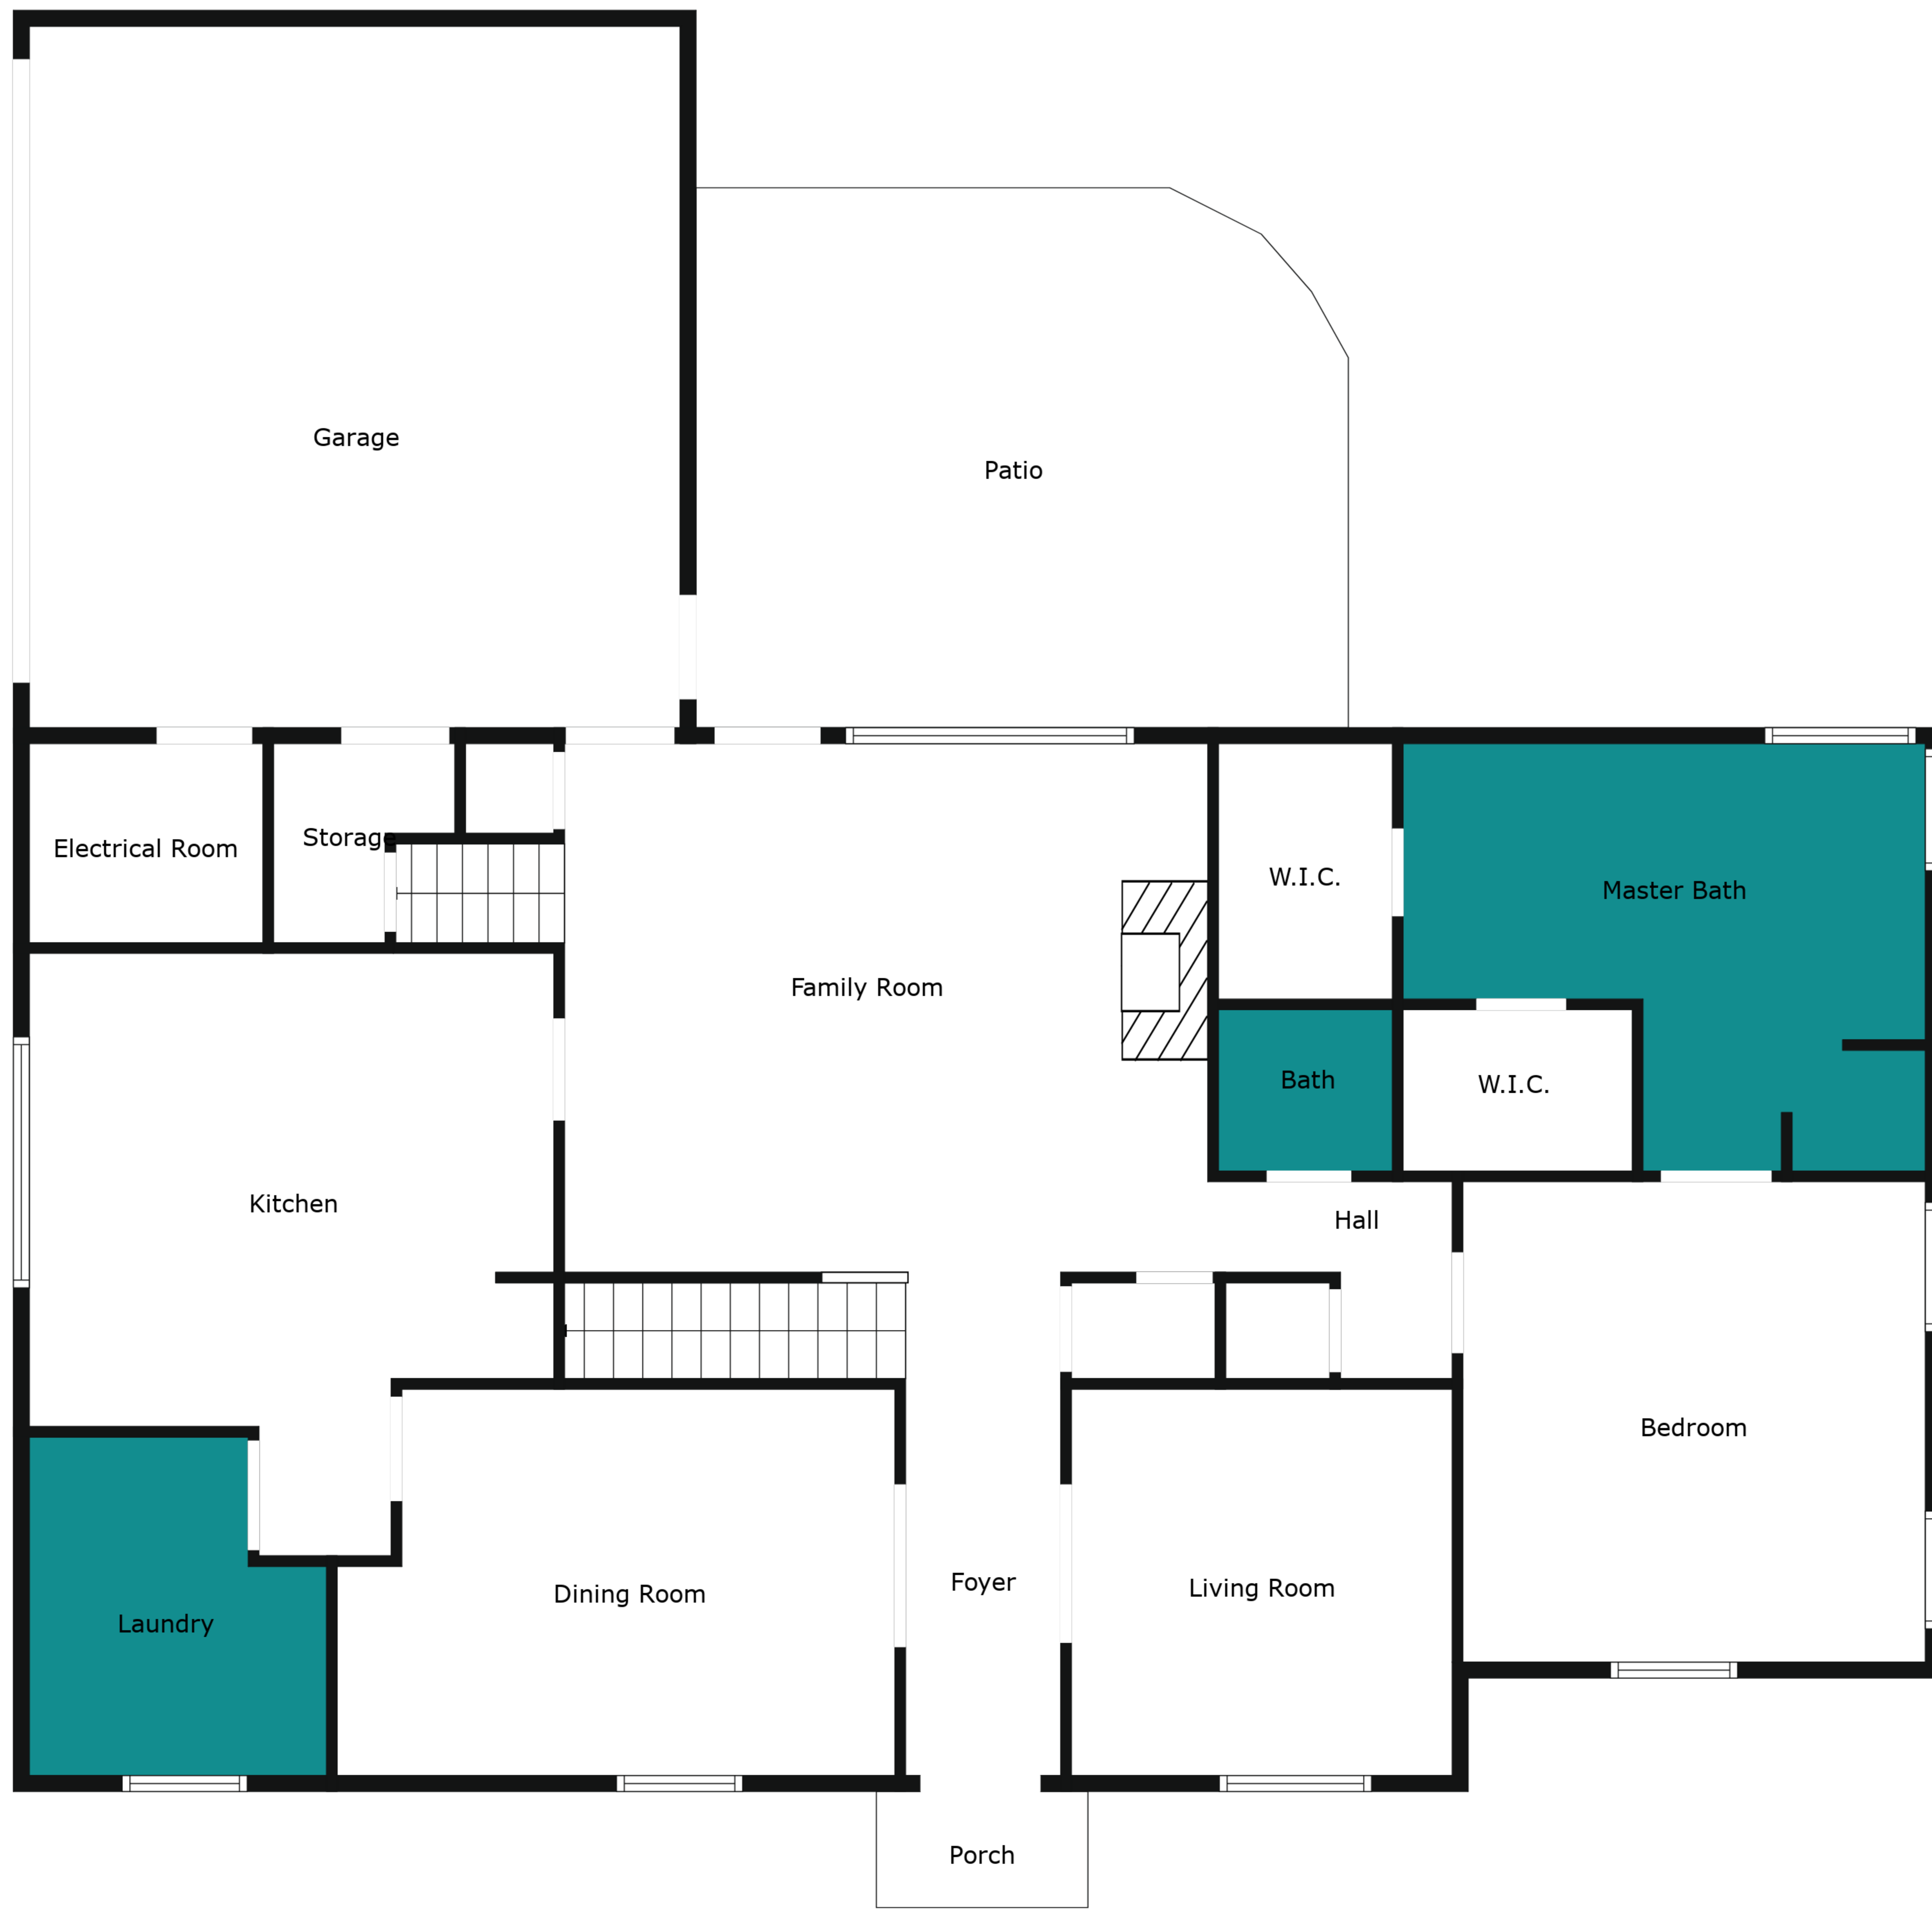 Garage
Patio
Electrical Room
Storage
W.I.C.
Master Bath
Family Room
Bath
W.I.C.
Kitchen
Hall
Bedroom
Dining Room
Foyer
Living Room
Laundry
Porch